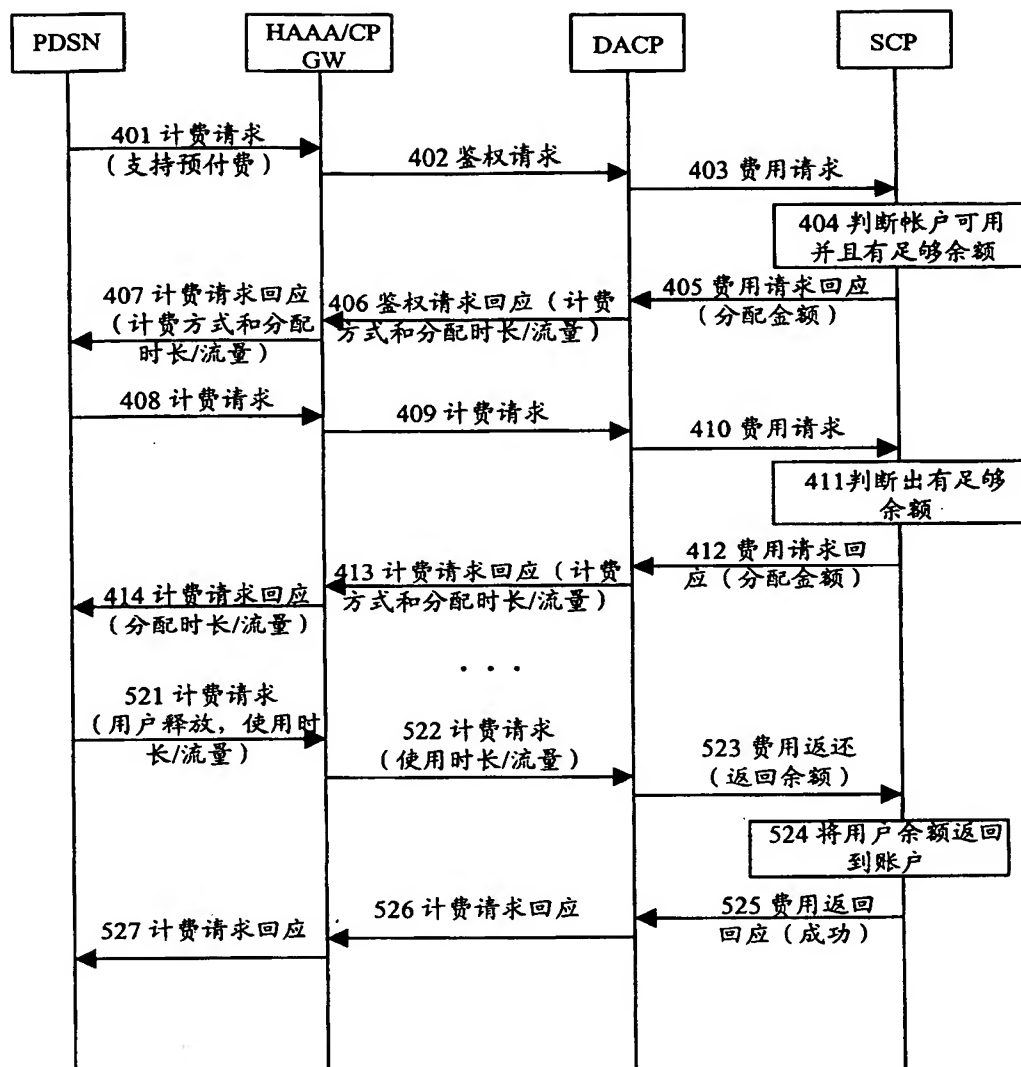 PDSN
HAAA/CP
GW
DACP
SCP
401 计费请求
（支持预付费）
402 鉴权请求
403 费用请求
404 判断帐户可用
并且有足够余额
405 费用请求回应
（分配金额）
406 鉴权请求回应（计费
方式和分配时长/流量）
407 计费请求回应
（计费方式和分配
时长/流量）
408 计费请求
409 计费请求
410 费用请求
411判断出有足够
余额
412 费用请求回
应（分配金额）
413 计费请求回应（计费
方式和分配时长/流量）
414 计费请求回应
（分配时长/流量）
· · ·
521 计费请求
（用户释放，使用时
长/流量）
522 计费请求
（使用时长/流量）
523 费用返还
（返回余额）
524 将用户余额返回
到账户
525 费用返回
回应（成功）
526 计费请求回应
527 计费请求回应